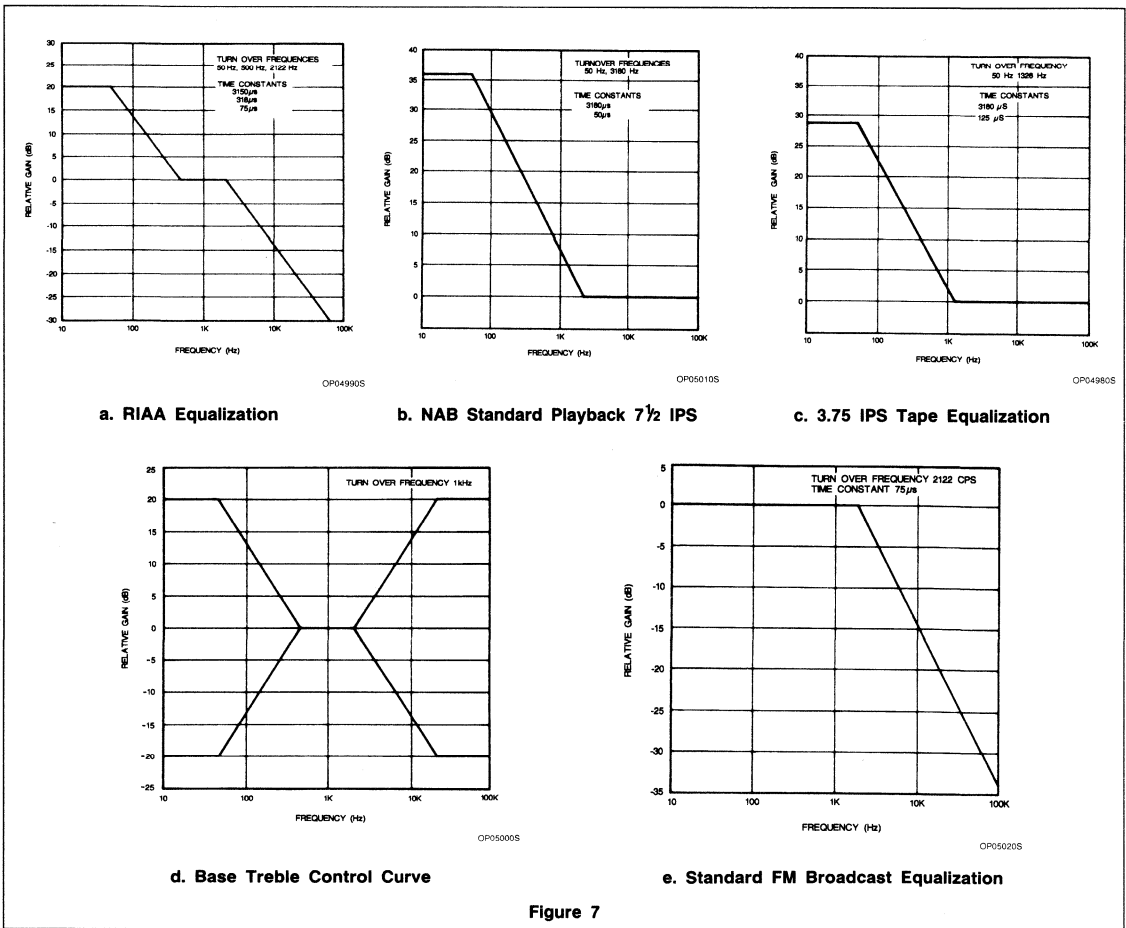 TURN OVER FREQUENCIES
50 Hz, 500 Hz, 2122 Hz
TIME CONSTANTS
3150µs
318µs
75µs
RELATIVE GAIN (dB)
30
25
20
15
10
5
0
-5
-10
-15
-20
-25
-30
10
100
1K
10K
100K
FREQUENCY (Hz)
OP04990S
a. RIAA Equalization
TURNOVER FREQUENCIES
50 Hz, 3180 Hz
TIME CONSTANTS
3180µs
50µs
RELATIVE GAIN (dB)
40
35
30
25
20
15
10
5
0
10
100
1K
10K
100K
FREQUENCY (Hz)
OP05010S
b. NAB Standard Playback 7½ IPS
TURN OVER FREQUENCY
50 Hz 1326 Hz
TIME CONSTANTS
3180 µS
125 µS
RELATIVE GAIN (dB)
40
35
30
25
20
15
10
5
0
10
100
1K
10K
100K
FREQUENCY (Hz)
OP04980S
c. 3.75 IPS Tape Equalization
TURN OVER FREQUENCY 1kHz
RELATIVE GAIN (dB)
25
20
15
10
5
0
-5
-10
-15
-20
-25
10
100
1K
10K
100K
FREQUENCY (Hz)
OP05000S
d. Base Treble Control Curve
TURN OVER FREQUENCY 2122 CPS
TIME CONSTANT 75µs
RELATIVE GAIN (dB)
5
0
-5
-10
-15
-20
-25
-30
-35
10
100
1K
10K
100K
FREQUENCY (Hz)
OP05020S
e. Standard FM Broadcast Equalization
Figure 7